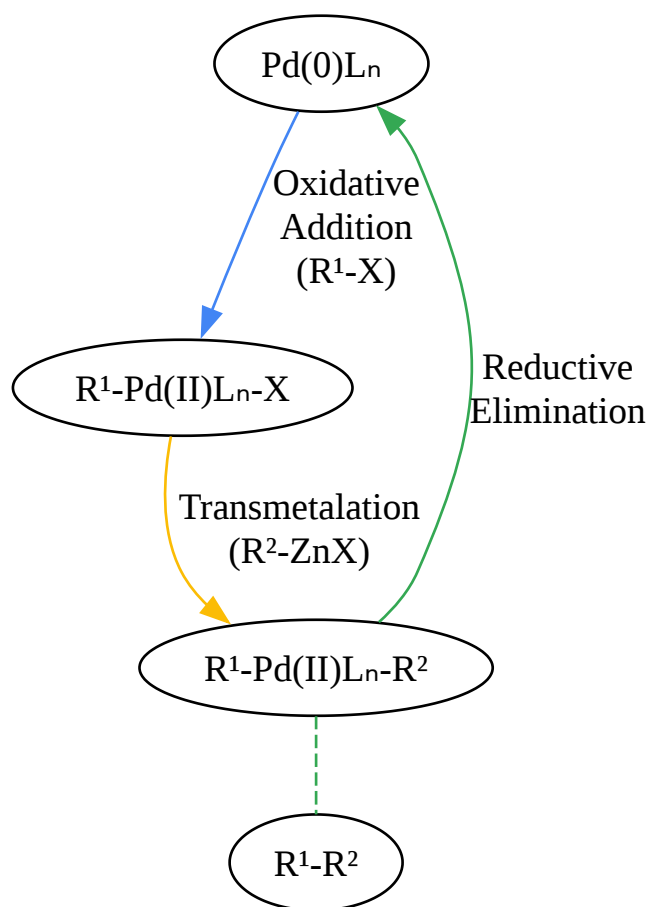 Pd(0)Lₙ
Oxidative
Addition
(R¹-X)
R¹-Pd(II)Lₙ-X
Reductive
Elimination
Transmetalation
(R²-ZnX)
R¹-Pd(II)Lₙ-R²
R¹-R²